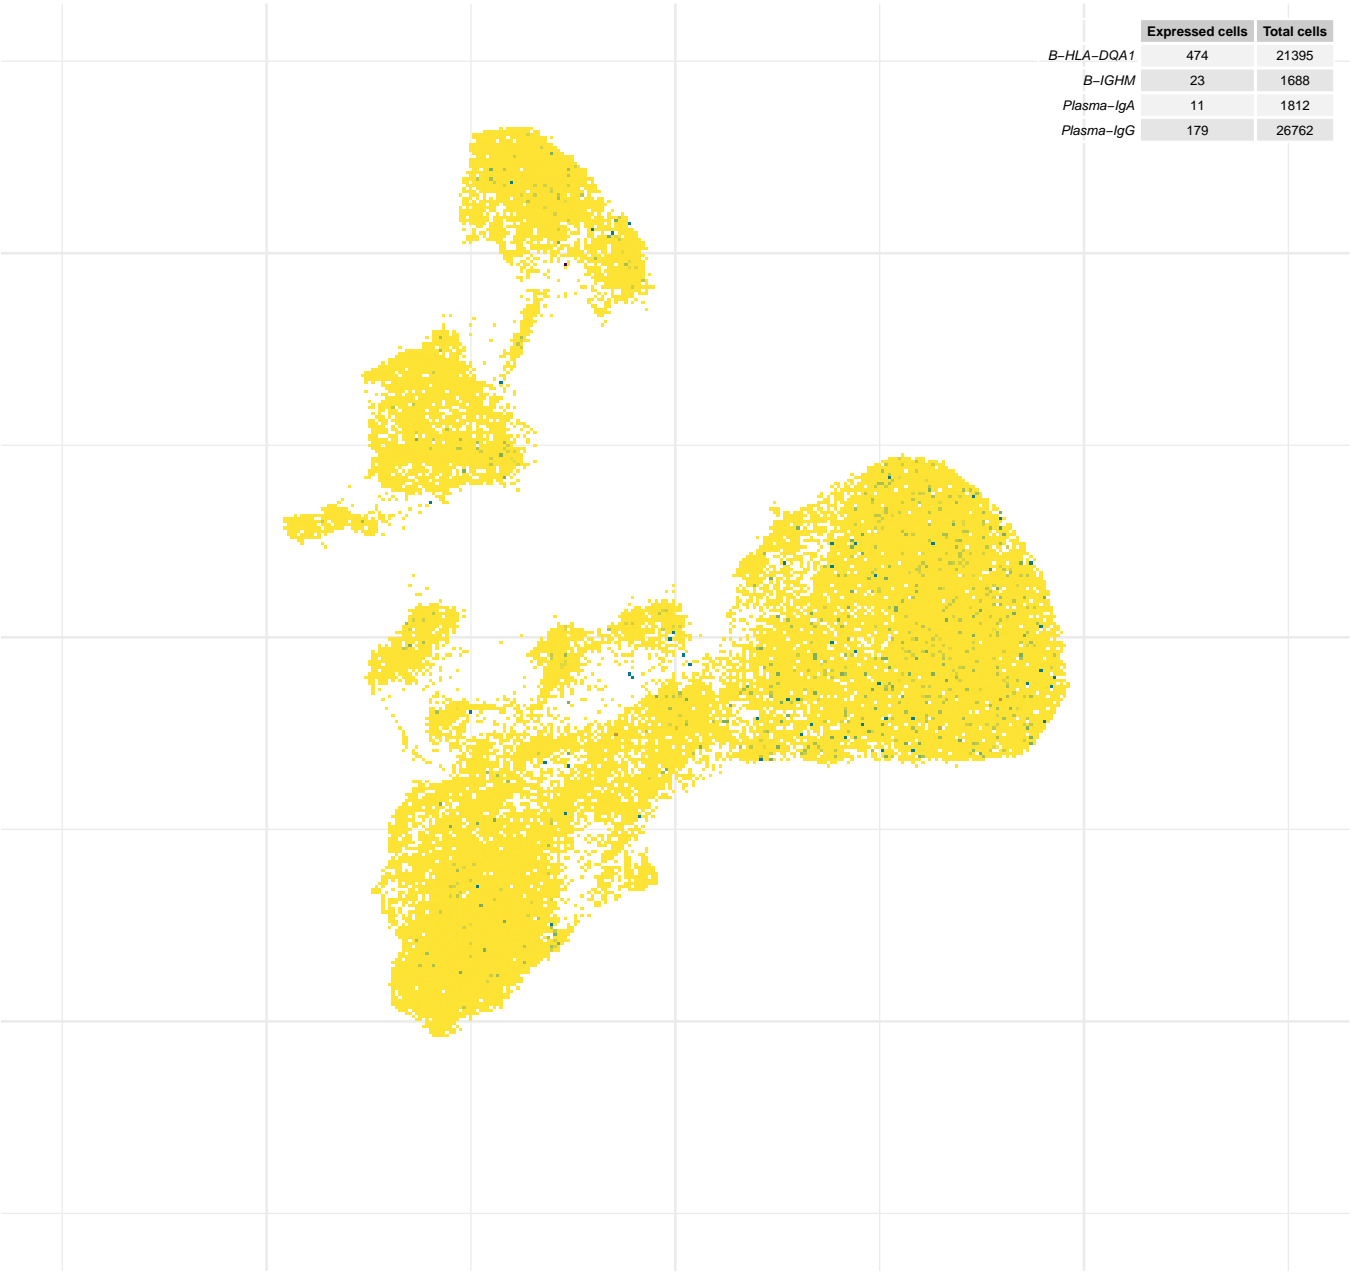 Expressed cells Total cells
B−HLA−DQA1 474 21395
B−IGHM 23 1688
Plasma−IgA 11 1812
Plasma−IgG 179 26762